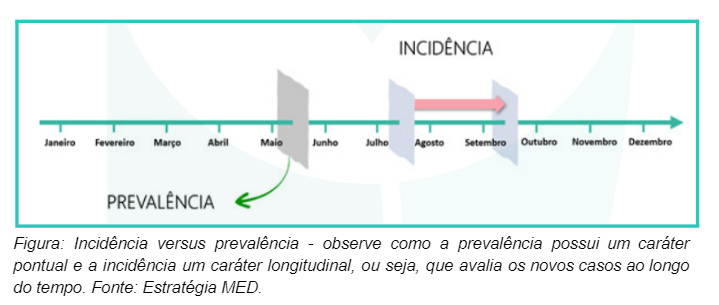 INCIDÊNCIA
Janeiro Fevereiro Março Abril Maio Junho Julho Agosto Setembro Outubro Novembro Dezembro
PREVALÊNCIA
Figura: Incidência versus prevalência - observe como a prevalência possui um caráter
pontual e a incidência um caráter longitudinal, ou seja, que avalia os novos casos ao longo
do tempo. Fonte: Estratégia MED.